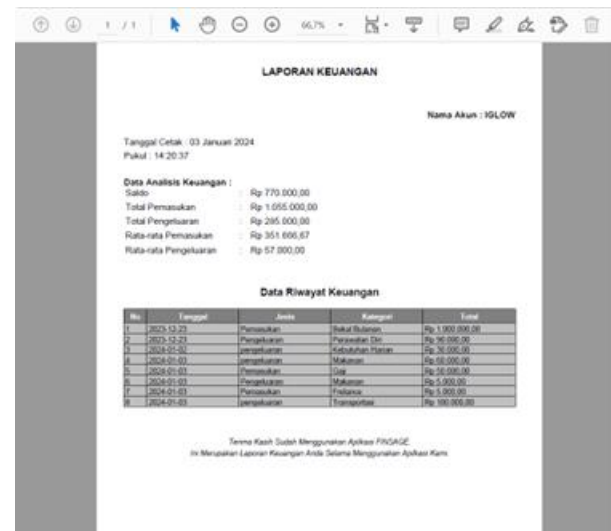 1 / 1
66,7%
LAPORAN KEUANGAN
Nama Akun : IGLOW
Tanggal Cetak : 03 Januari 2024
Pukul : 14:20:37
Data Analisis Keuangan :
Saldo : Rp 770.000,00
Total Pemasukan : Rp 1.055.000,00
Total Pengeluaran : Rp 285.000,00
Rata-rata Pemasukan : Rp 351.666,67
Rata-rata Pengeluaran : Rp 57.000,00
Data Riwayat Keuangan
No Tanggal Jenis Kategori Total
1 2023-12-23 Pemasukan Bekal Bulanan Rp 1.000.000,00
2 2023-12-23 Pengeluaran Perawatan Diri Rp 90.000,00
3 2024-01-02 pengeluaran Kebutuhan Harian Rp 30.000,00
4 2024-01-03 Pengeluaran Makanan Rp 60.000,00
5 2024-01-03 Pemasukan Gaji Rp 50.000,00
6 2024-01-03 Pengeluaran Makanan Rp 5.000,00
7 2024-01-03 Pemasukan Freelance Rp 5.000,00
8 2024-01-03 pengeluaran Transportasi Rp 100.000,00
Terima Kasih Sudah Menggunakan Aplikasi FINSAGE
Ini Merupakan Laporan Keuangan Anda Selama Menggunakan Aplikasi Kami